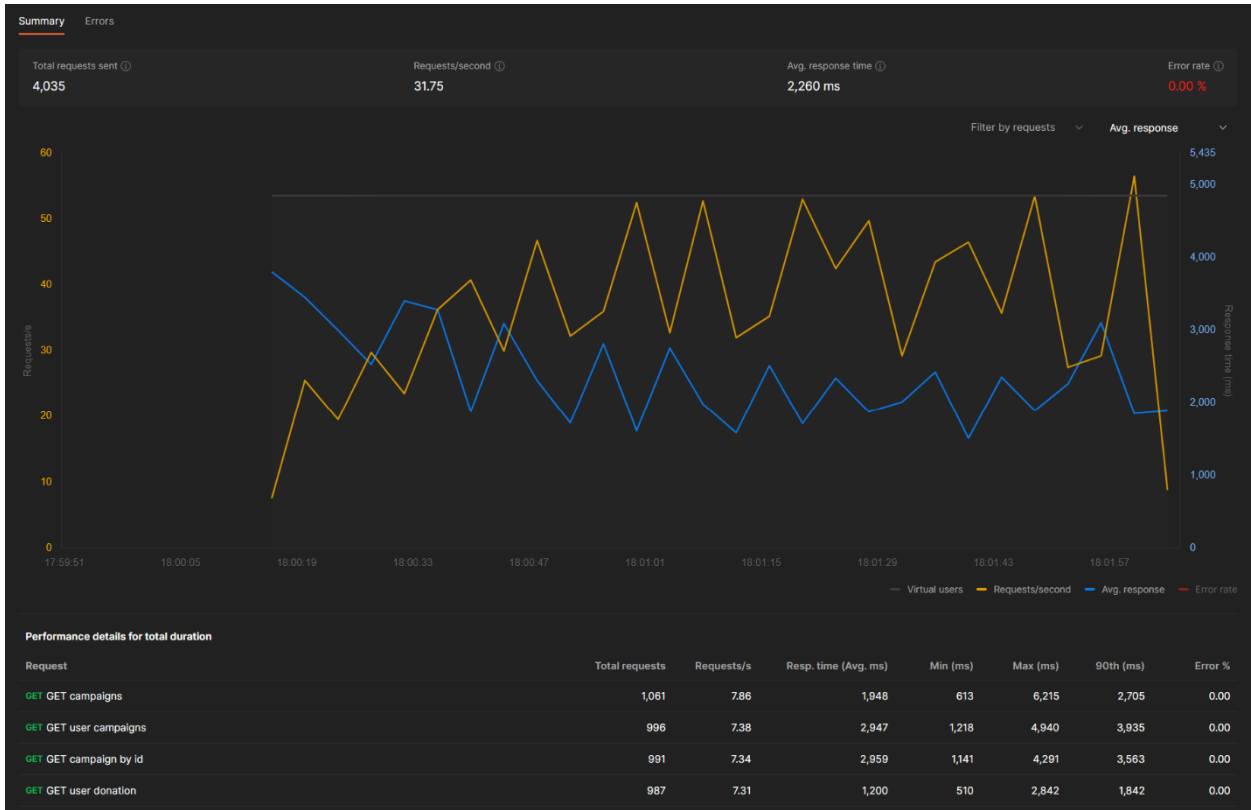 Summary Errors
Total requests sent Requests/second Avg. response time Error rate
4,035 31.75 2,260 ms 0.00 %
Filter by requests Avg. response
60 5,435
5,000
50
4,000
40
3,000
30
2,000
20
1,000
10
0 0
Requests/s
Response time (ms)
17:59:51 18:00:05 18:00:19 18:00:33 18:00:47 18:01:01 18:01:15 18:01:29 18:01:43 18:01:57
Virtual users Requests/second Avg. response Error rate
Performance details for total duration
Request Total requests Requests/s Resp. time (Avg. ms) Min (ms) Max (ms) 90th (ms) Error %
GET GET campaigns 1,061 7.86 1,948 613 6,215 2,705 0.00
GET GET user campaigns 996 7.38 2,947 1,218 4,940 3,935 0.00
GET GET campaign by id 991 7.34 2,959 1,141 4,291 3,563 0.00
GET GET user donation 987 7.31 1,200 510 2,842 1,842 0.00